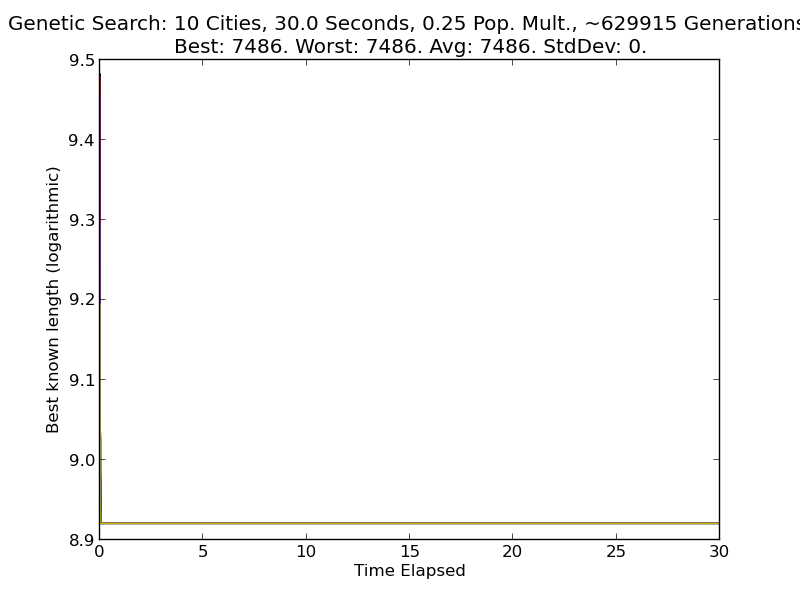 Genetic Search: 10 Cities, 30.0 Seconds, 0.25 Pop. Mult., ~629915 Generations
Best: 7486. Worst: 7486. Avg: 7486. StdDev: 0.
9.5
9.4
9.3
9.2
9.1
9.0
8.9
Best known length (logarithmic)
0 5 10 15 20 25 30
Time Elapsed